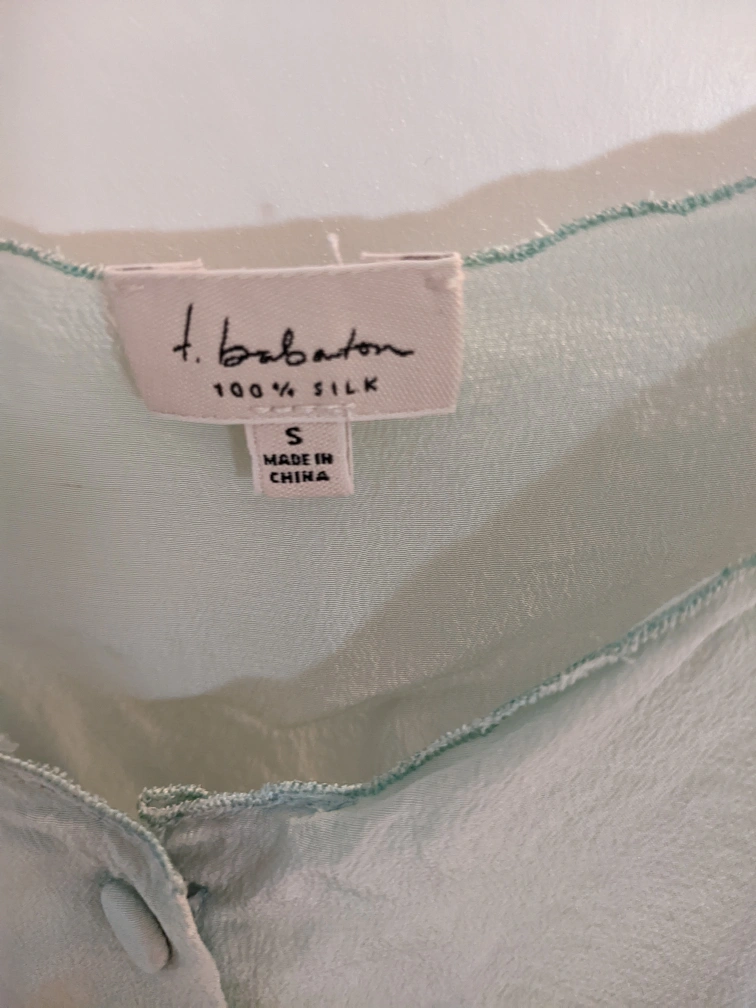 t. babaton
100% SILK
S
MADE IN
CHINA